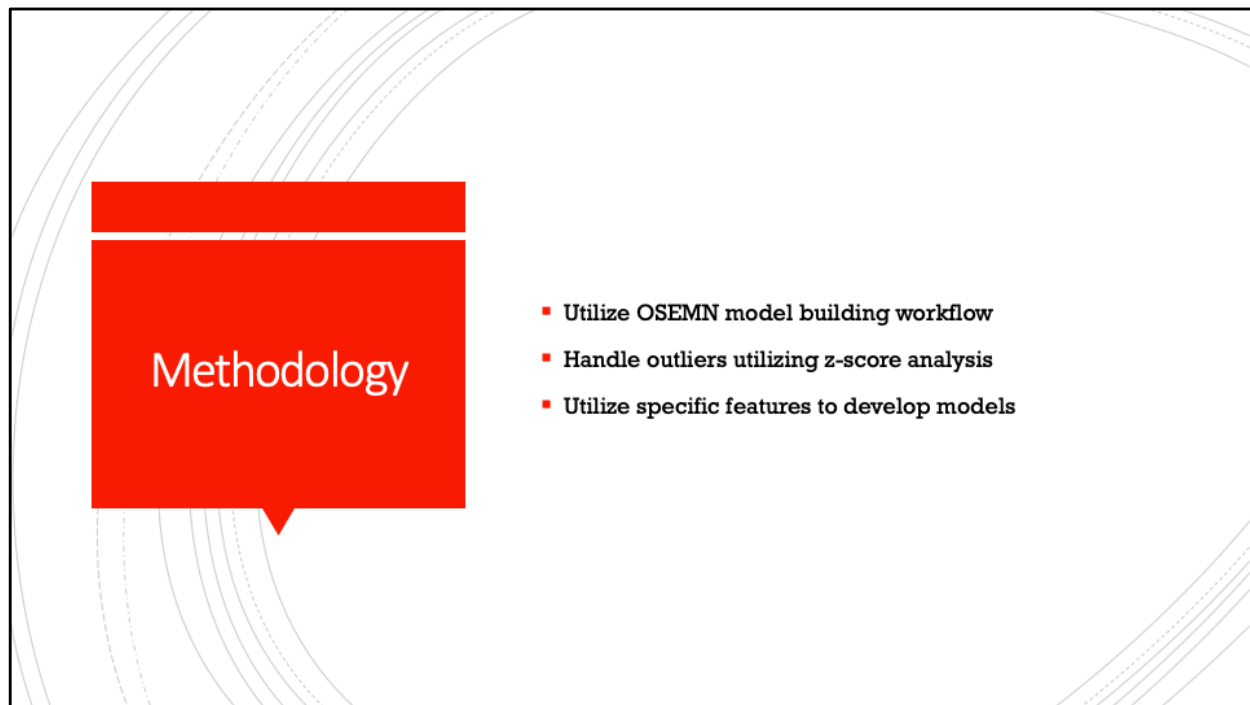 Methodology
Utilize OSEMN model building workflow
Handle outliers utilizing z-score analysis
Utilize specific features to develop models